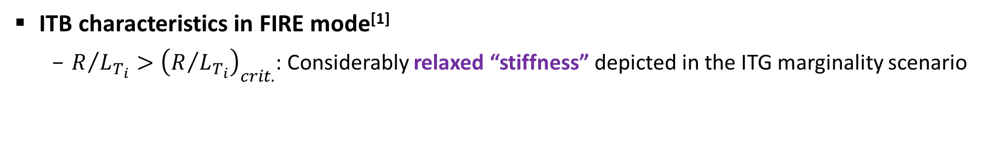 ▪ ITB characteristics in FIRE mode[1]
– R/L_{T_i} > (R/L_{T_i})_{crit.}: Considerably relaxed “stiffness” depicted in the ITG marginality scenario